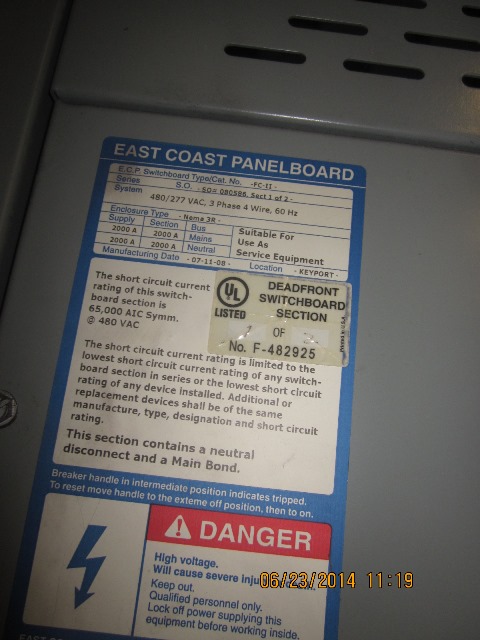 EAST COAST PANELBOARD
E.C.P. Switchboard Type/Cat. No. -FC-II-
Series S.O. - SO# 080586, Sect 1 of 2 -
System 480/277 VAC, 3 Phase 4 Wire, 60 Hz
Enclosure Type - Nema 3R -
Supply Section Bus Suitable For
2000 A 2000 A Mains Use As
2000 A 2000 A Neutral Service Equipment
Manufacturing Date - 07-11-08 - Location - KEYPORT -
The short circuit current
rating of this switch-
board section is
65,000 AIC Symm.
@ 480 VAC
UL
LISTED
DEADFRONT
SWITCHBOARD
SECTION
1 OF 2
No. F-482925
The short circuit current rating is limited to the
lowest short circuit current rating of any switch-
board section in series or the lowest short circuit
rating of any device installed. Additional or
replacement devices shall be of the same
manufacture, type, designation and short circuit
rating.
This section contains a neutral
disconnect and a Main Bond.
Breaker handle in intermediate position indicates tripped.
To reset move handle to the exteme off position, then to on.
DANGER
High voltage.
Will cause severe
Keep out.
Qualified personnel only.
Lock off power supplying this
equipment before working inside.
06/23/2014 11:19